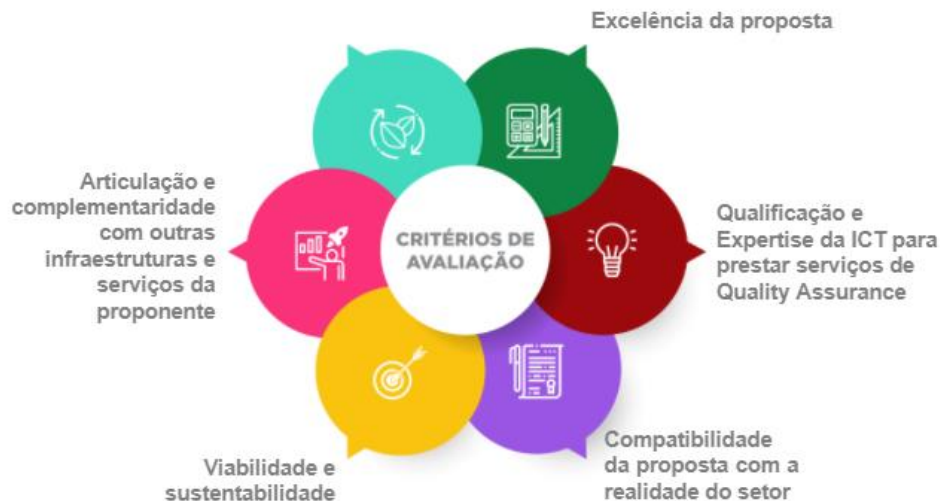 Excelência da proposta
Qualificação e
Expertise da ICT para
prestar serviços de
Quality Assurance
Compatibilidade
da proposta com a
realidade do setor
Viabilidade e
sustentabilidade
Articulação e
complementaridade
com outras
infraestruturas e
serviços da
proponente
CRITÉRIOS DE
AVALIAÇÃO